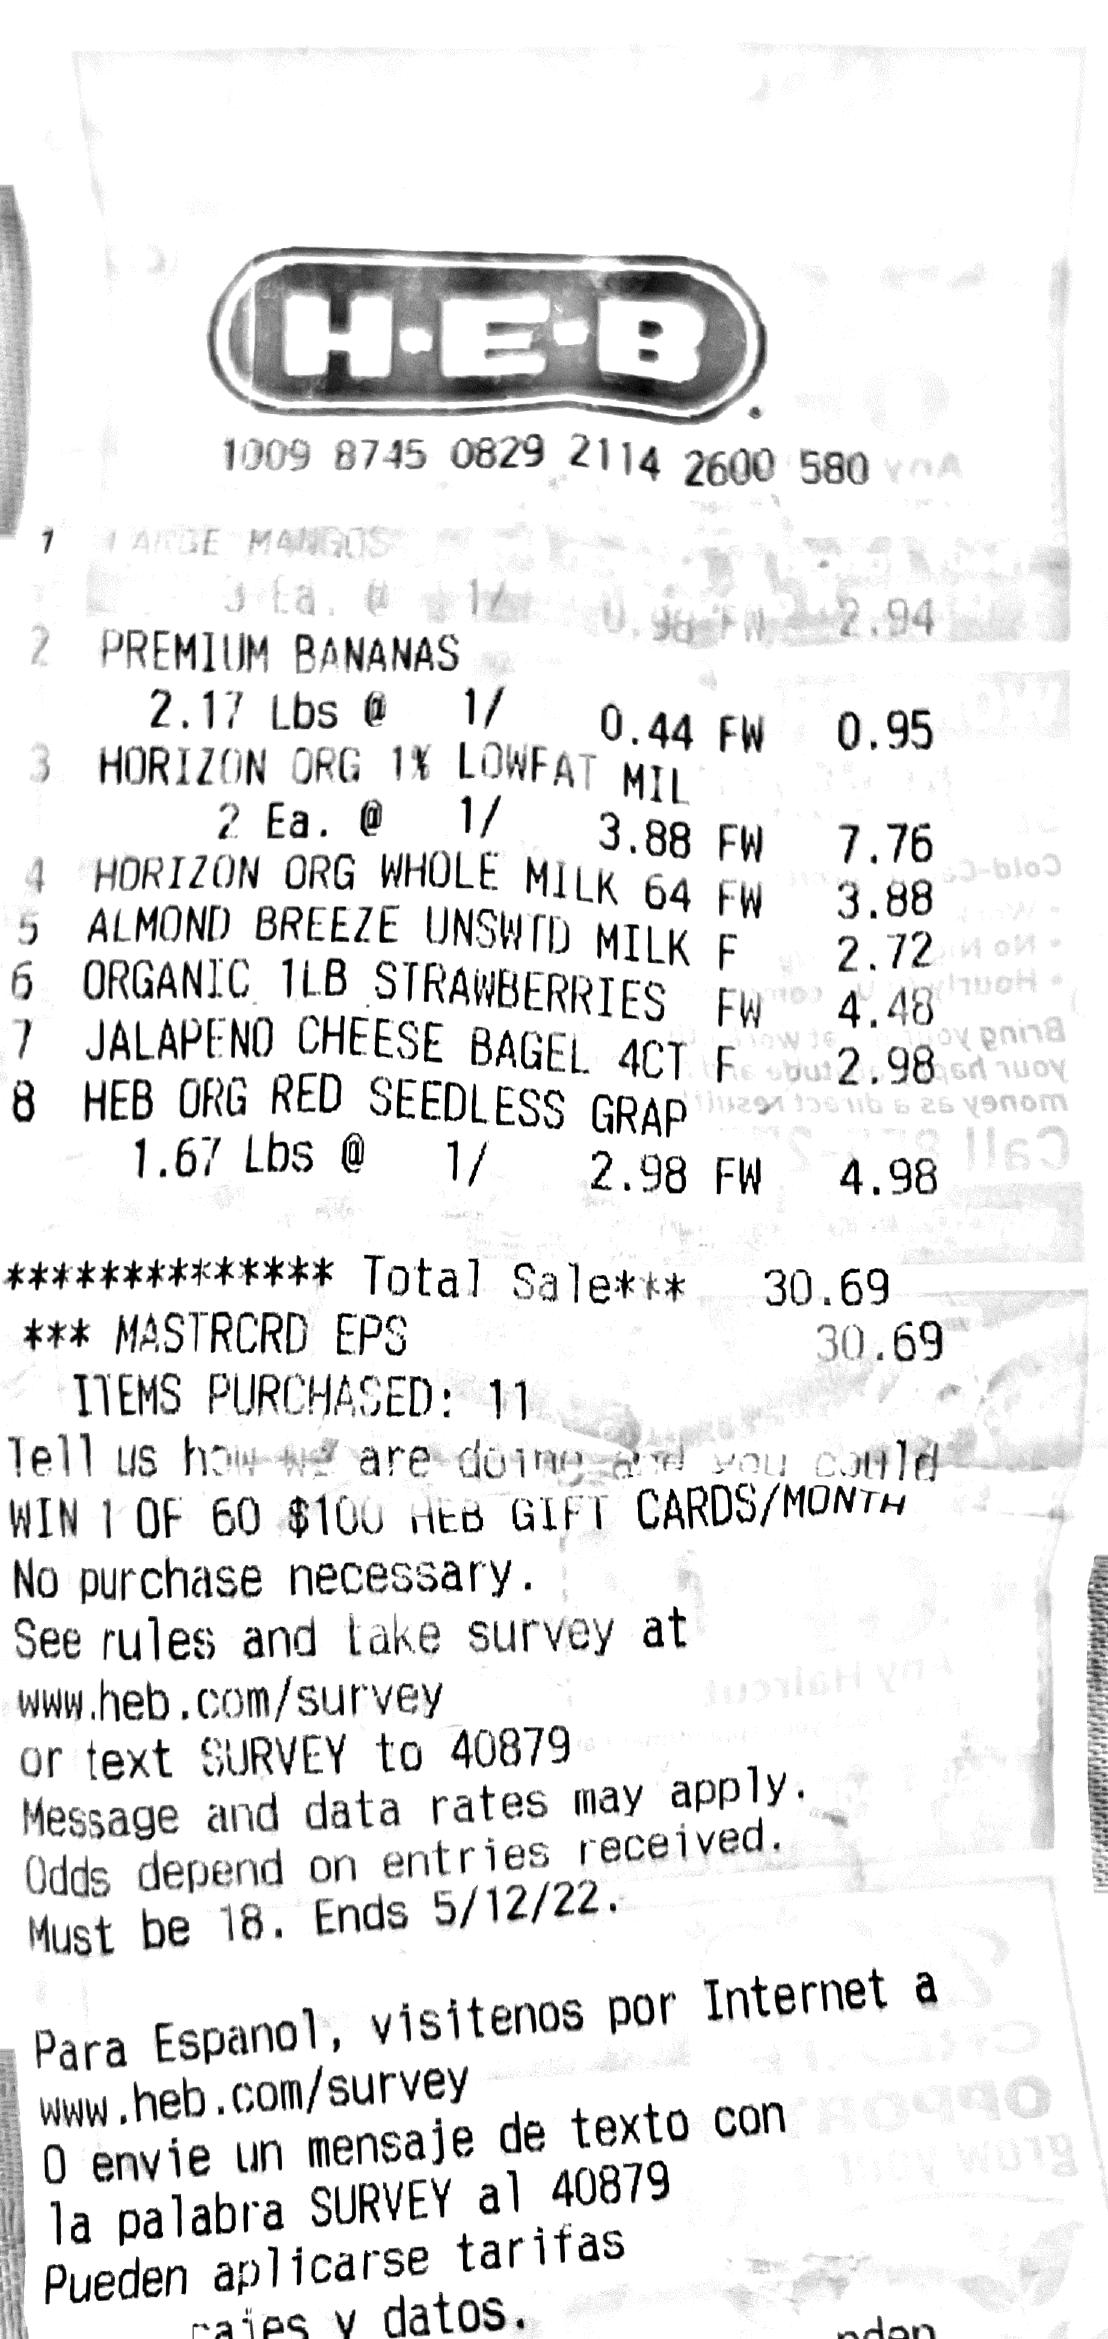 H·E·B
1009 8745 0829 2114 2600 580
1 LARGE MANGOS
3 Ea. @ 1/ 0.98 FW 2.94
2 PREMIUM BANANAS
2.17 Lbs @ 1/ 0.44 FW 0.95
3 HORIZON ORG 1% LOWFAT MIL
2 Ea. @ 1/ 3.88 FW 7.76
4 HORIZON ORG WHOLE MILK 64 FW 3.88
5 ALMOND BREEZE UNSWTD MILK F 2.72
6 ORGANIC 1LB STRAWBERRIES FW 4.48
7 JALAPENO CHEESE BAGEL 4CT F 2.98
8 HEB ORG RED SEEDLESS GRAP
1.67 Lbs @ 1/ 2.98 FW 4.98
************** Total Sale*** 30.69
*** MASTRCRD EPS 30.69
ITEMS PURCHASED: 11
Tell us how we are doing and you could
WIN 1 OF 60 $100 HEB GIFT CARDS/MONTH
No purchase necessary.
See rules and take survey at
www.heb.com/survey
or text SURVEY to 40879
Message and data rates may apply.
Odds depend on entries received.
Must be 18. Ends 5/12/22.
Para Espanol, visitenos por Internet a
www.heb.com/survey
O envie un mensaje de texto con
la palabra SURVEY al 40879
Pueden aplicarse tarifas
y datos.